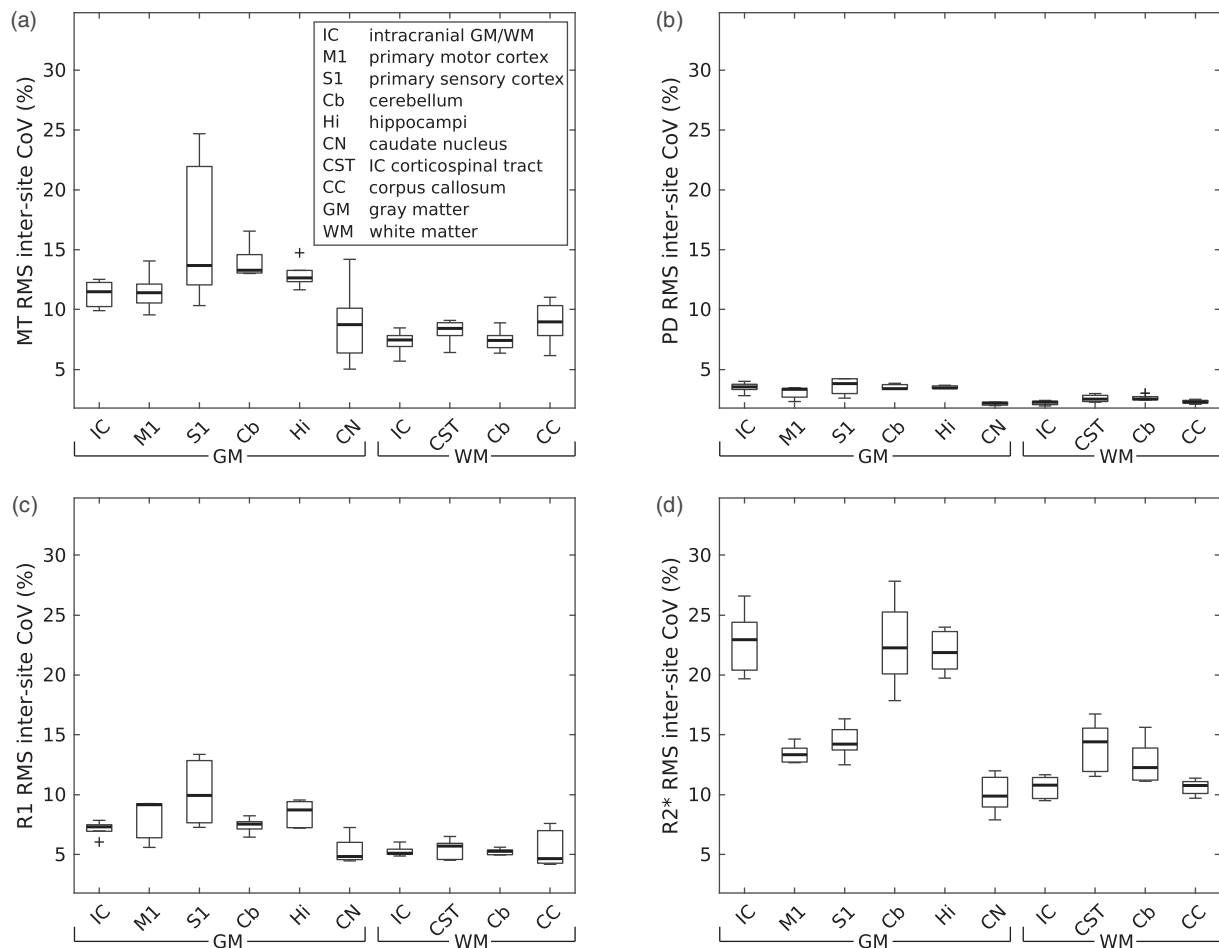 (a)
MT RMS inter-site CoV (%)
30
25
20
15
10
5
IC intracranial GM/WM
M1 primary motor cortex
S1 primary sensory cortex
Cb cerebellum
Hi hippocampi
CN caudate nucleus
CST IC corticospinal tract
CC corpus callosum
GM gray matter
WM white matter
IC M1 S1 Cb Hi CN IC CST Cb CC
GM WM
(b)
PD RMS inter-site CoV (%)
30
25
20
15
10
5
IC M1 S1 Cb Hi CN IC CST Cb CC
GM WM
(c)
R1 RMS inter-site CoV (%)
30
25
20
15
10
5
IC M1 S1 Cb Hi CN IC CST Cb CC
GM WM
(d)
R2* RMS inter-site CoV (%)
30
25
20
15
10
5
IC M1 S1 Cb Hi CN IC CST Cb CC
GM WM